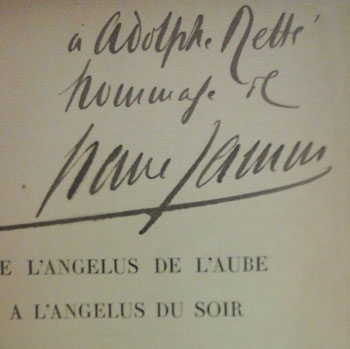 à Adolphe Retté
hommage de
Francis Jammes
E L'ANGELUS DE L'AUBE
A L'ANGELUS DU SOIR